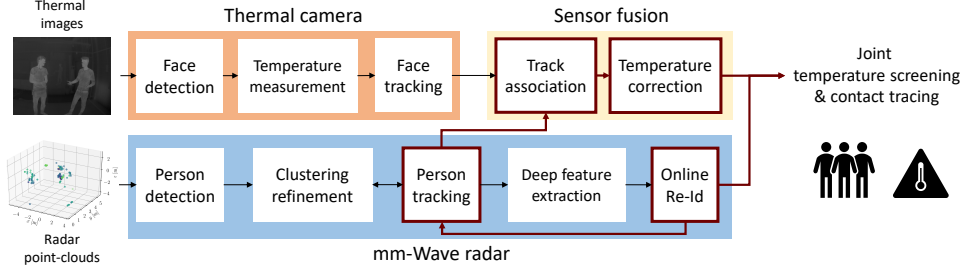 Thermal
images
Thermal camera
Sensor fusion
Face
detection
Temperature
measurement
Face
tracking
Track
association
Temperature
correction
Joint
temperature screening
& contact tracing
Person
detection
Clustering
refinement
Person
tracking
Deep feature
extraction
Online
Re-Id
Radar
point-clouds
mm-Wave radar